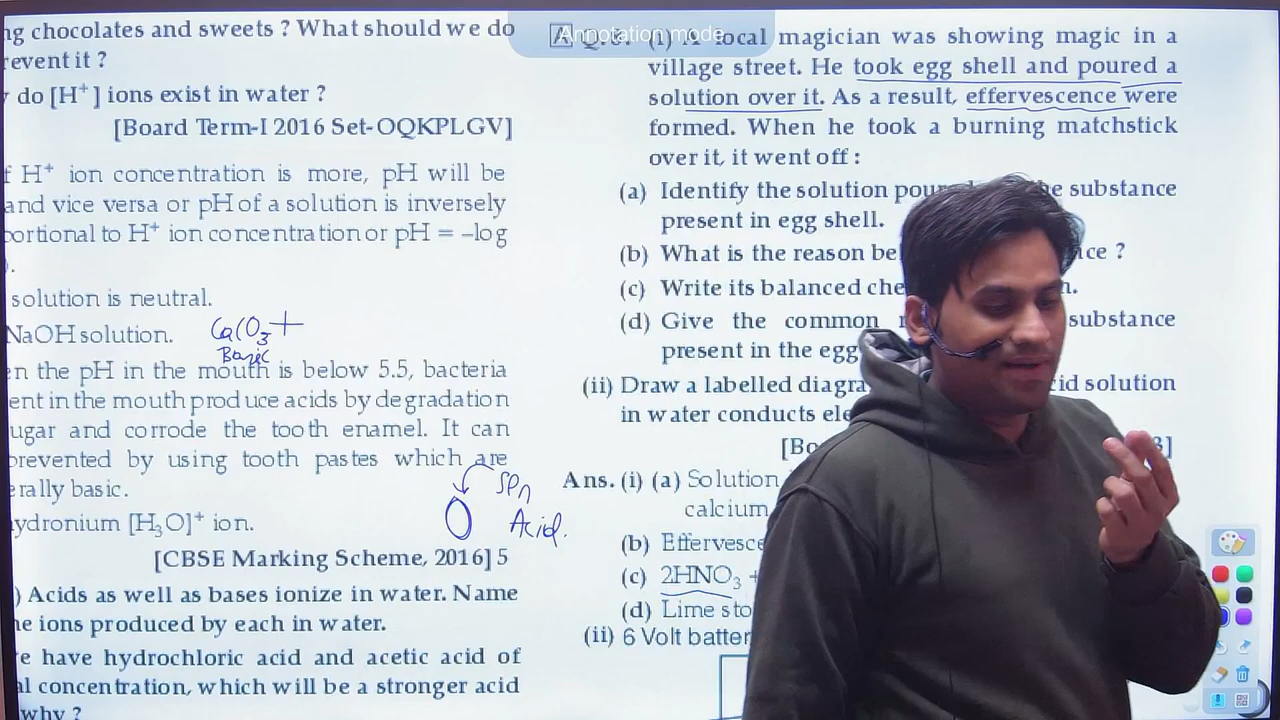 ng chocolates and sweets ? What should we do
revent it ?
do [H⁺] ions exist in water ?
[Board Term-I 2016 Set-OQKPLGV]
f H⁺ ion concentration is more, pH will be
and vice versa or pH of a solution is inversely
portional to H⁺ ion concentration or pH = –log
solution is neutral.
NaOH solution.
CaCO₃ +
Basic
en the pH in the mouth is below 5.5, bacteria
ent in the mouth produce acids by degradation
ugar and corrode the tooth enamel. It can
prevented by using tooth pastes which are
erally basic.
ydronium [H₃O]⁺ ion.
Solⁿ
Acid.
[CBSE Marking Scheme, 2016] 5
) Acids as well as bases ionize in water. Name
he ions produced by each in water.
e have hydrochloric acid and acetic acid of
al concentration, which will be a stronger acid
why ?
Annotation mode
A Q. (i) A local magician was showing magic in a
village street. He took egg shell and poured a
solution over it. As a result, effervescence were
formed. When he took a burning matchstick
over it, it went off :
(a) Identify the solution pour he substance
present in egg shell.
(b) What is the reason be nce ?
(c) Write its balanced che n.
(d) Give the common substance
present in the egg
(ii) Draw a labelled diagra cid solution
in water conducts ele
[Bo 3]
Ans. (i) (a) Solution
calcium
(b) Effervesce
(c) 2HNO₃ +
(d) Lime sto
(ii) 6 Volt batter